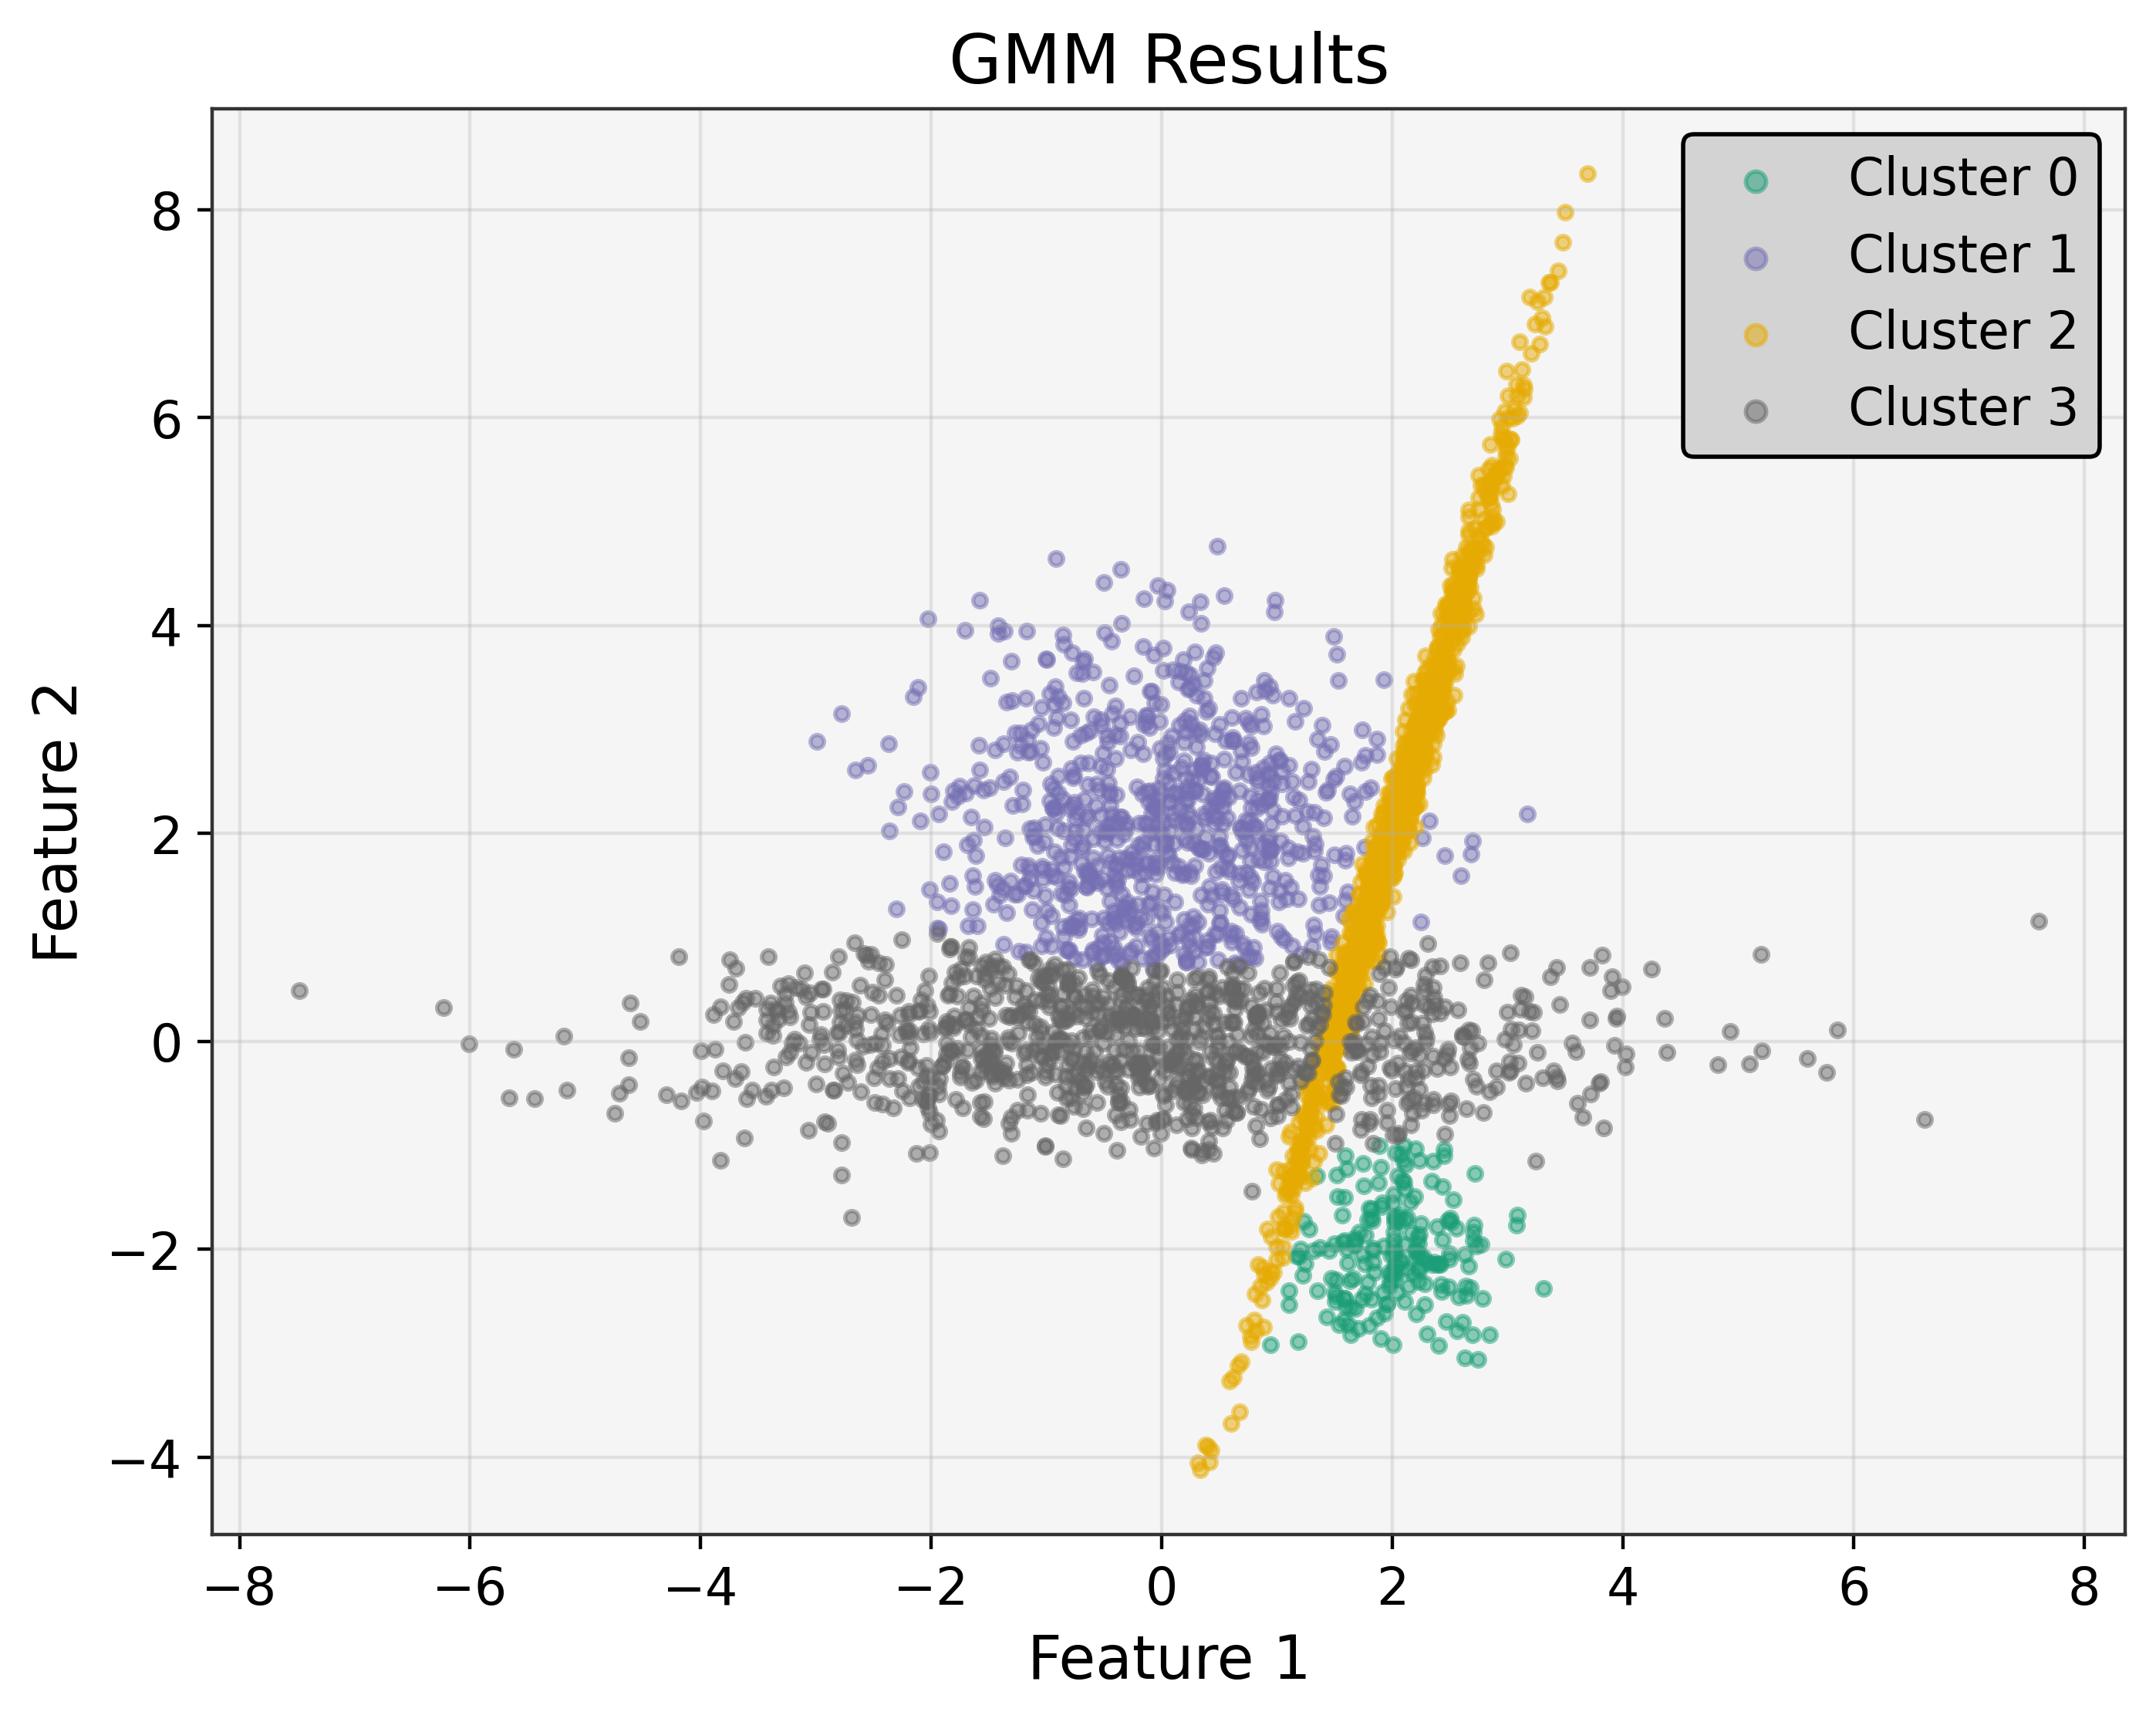 GMM Results
Cluster 0
Cluster 1
Cluster 2
Cluster 3
8
6
4
2
0
−2
−4
Feature 2
−8 −6 −4 −2 0 2 4 6 8
Feature 1